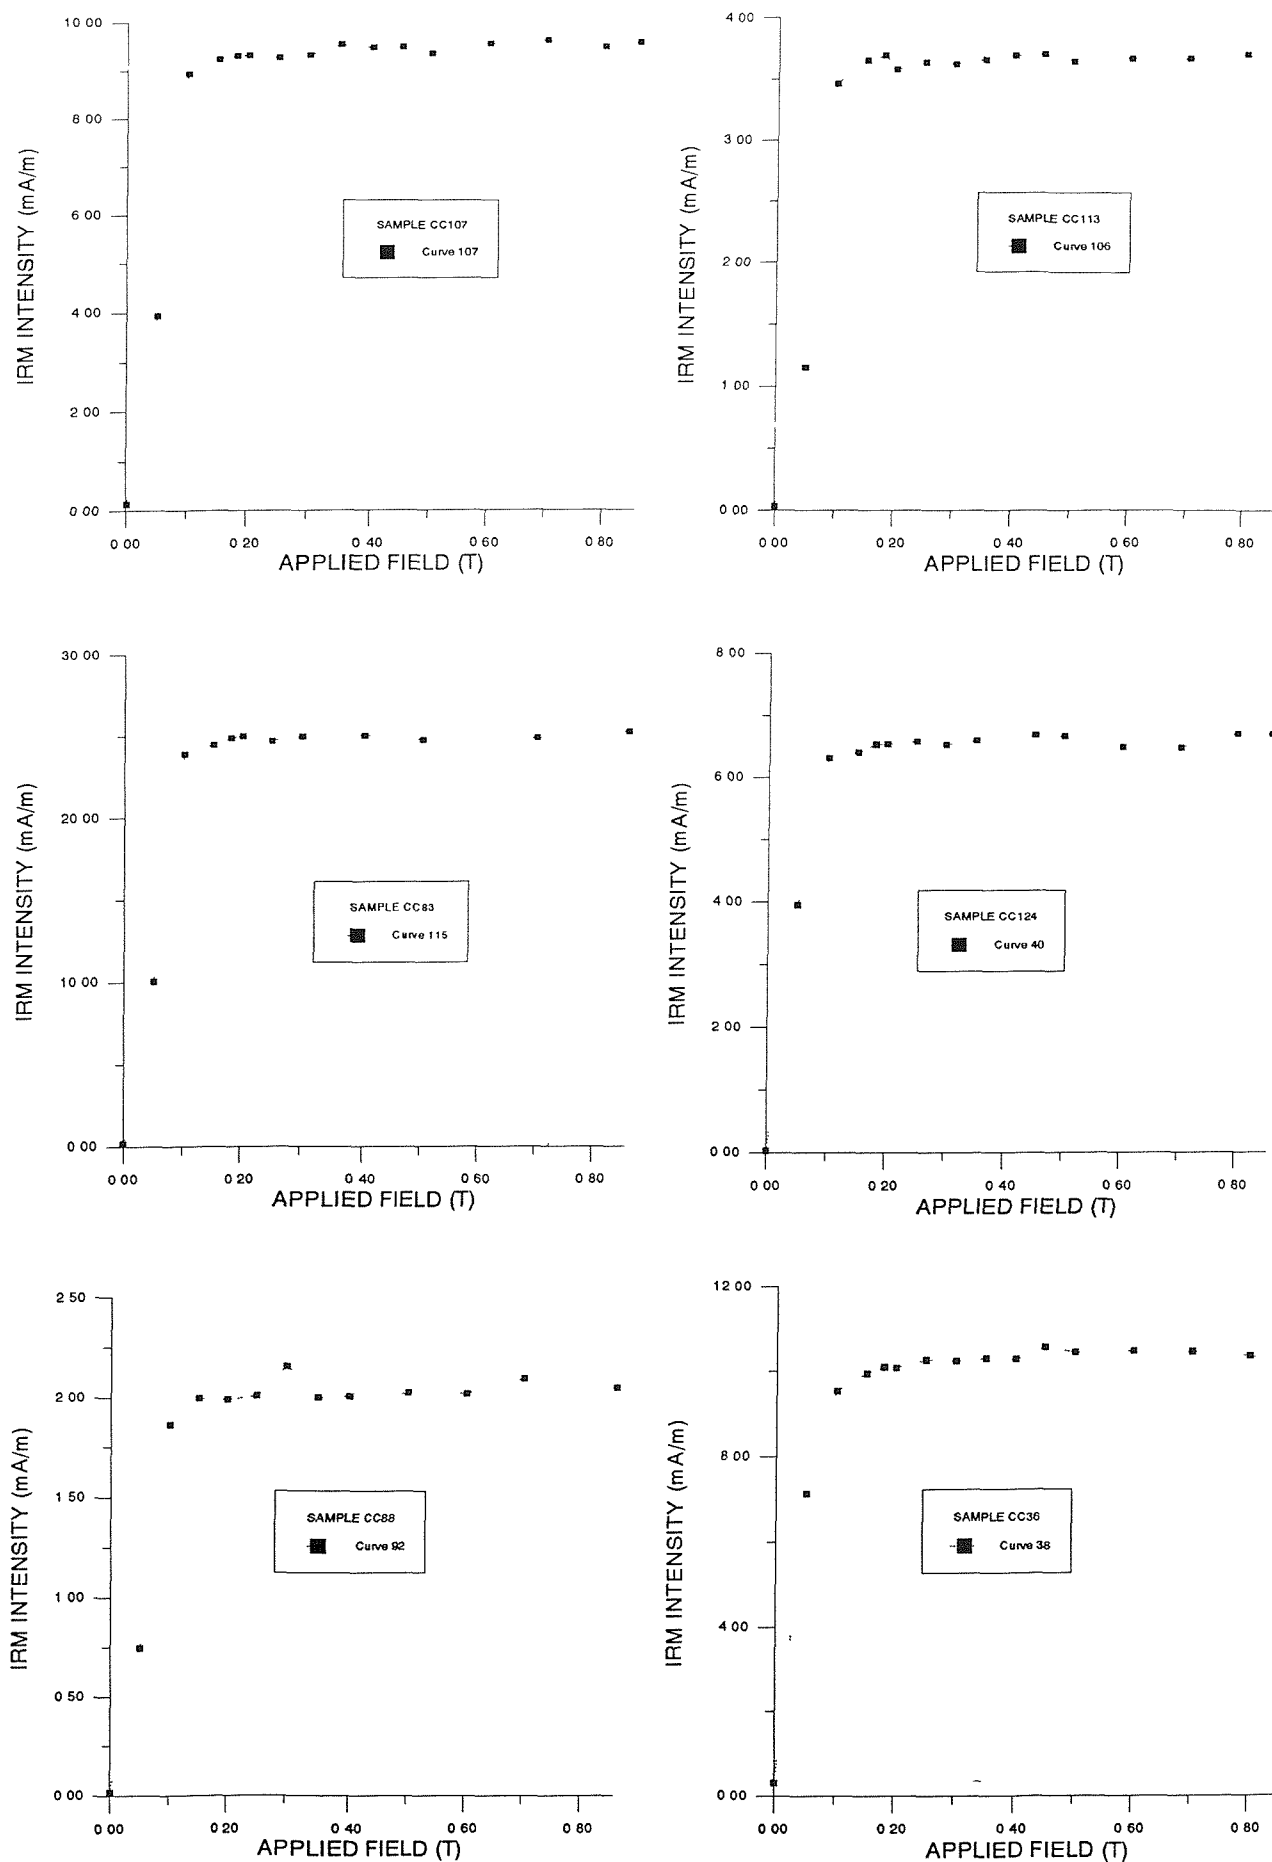 10 00
8 00
6 00
4 00
2 00
0 00
IRM INTENSITY (mA/m)
SAMPLE CC107
Curve 107
0 00 0 20 0 40 0 60 0 80
APPLIED FIELD (T)
4 00
3 00
2 00
1 00
0 00
IRM INTENSITY (mA/m)
SAMPLE CC113
Curve 106
0 00 0 20 0 40 0 60 0 80
APPLIED FIELD (T)
30 00
20 00
10 00
0 00
IRM INTENSITY (mA/m)
SAMPLE CC83
Curve 115
0 00 0 20 0 40 0 60 0 80
APPLIED FIELD (T)
8 00
6 00
4 00
2 00
0 00
IRM INTENSITY (mA/m)
SAMPLE CC124
Curve 40
0 00 0 20 0 40 0 60 0 80
APPLIED FIELD (T)
2 50
2 00
1 50
1 00
0 50
0 00
IRM INTENSITY (mA/m)
SAMPLE CC88
Curve 92
0 00 0 20 0 40 0 60 0 80
APPLIED FIELD (T)
12 00
8 00
4 00
0 00
IRM INTENSITY (mA/m)
SAMPLE CC36
Curve 38
0 00 0 20 0 40 0 60 0 80
APPLIED FIELD (T)